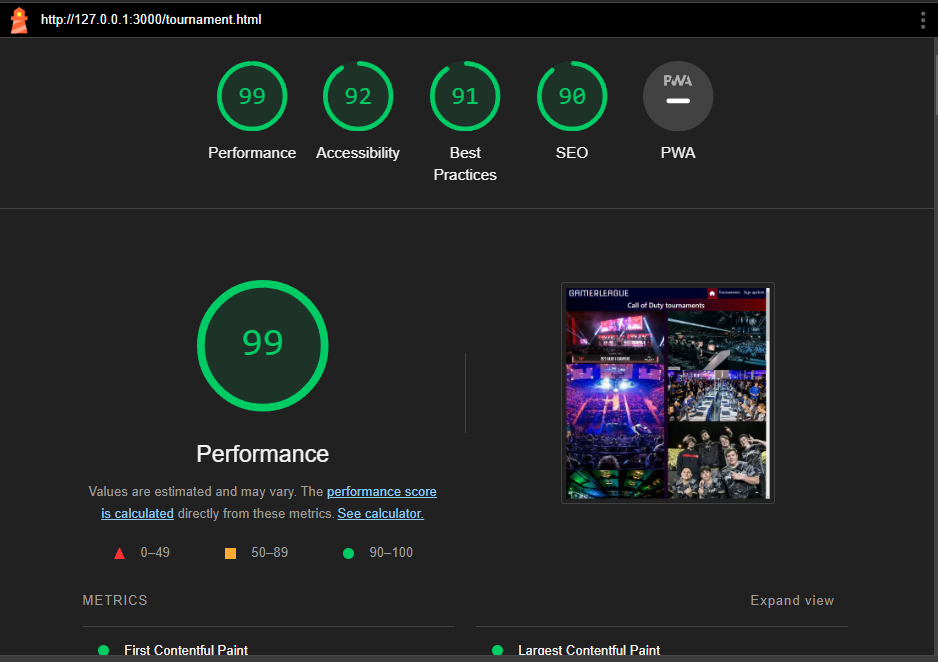 http://127.0.0.1:3000/tournament.html
99
92
91
90
PWA
Performance
Accessibility
Best
Practices
SEO
PWA
99
GAMERLEAGUE
Tournaments
Sign up/in
Call of Duty tournaments
Performance
Values are estimated and may vary. The performance score
is calculated directly from these metrics. See calculator.
0–49
50–89
90–100
METRICS
Expand view
First Contentful Paint
Largest Contentful Paint